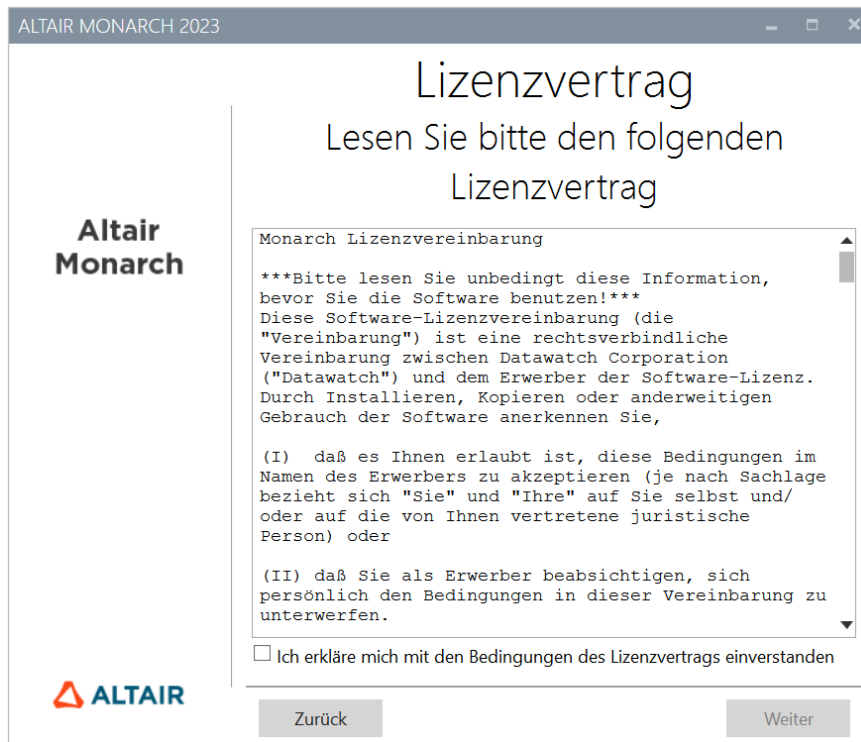 ALTAIR MONARCH 2023
Lizenzvertrag
Lesen Sie bitte den folgenden
Lizenzvertrag
Altair
Monarch
Monarch Lizenzvereinbarung
***Bitte lesen Sie unbedingt diese Information,
bevor Sie die Software benutzen!***
Diese Software-Lizenzvereinbarung (die
"Vereinbarung") ist eine rechtsverbindliche
Vereinbarung zwischen Datawatch Corporation
("Datawatch") und dem Erwerber der Software-Lizenz.
Durch Installieren, Kopieren oder anderweitigen
Gebrauch der Software anerkennen Sie,
(I)  daß es Ihnen erlaubt ist, diese Bedingungen im
Namen des Erwerbers zu akzeptieren (je nach Sachlage
bezieht sich "Sie" und "Ihre" auf Sie selbst und/
oder auf die von Ihnen vertretene juristische
Person) oder
(II) daß Sie als Erwerber beabsichtigen, sich
persönlich den Bedingungen in dieser Vereinbarung zu
unterwerfen.
Ich erkläre mich mit den Bedingungen des Lizenzvertrags einverstanden
ALTAIR
Zurück
Weiter